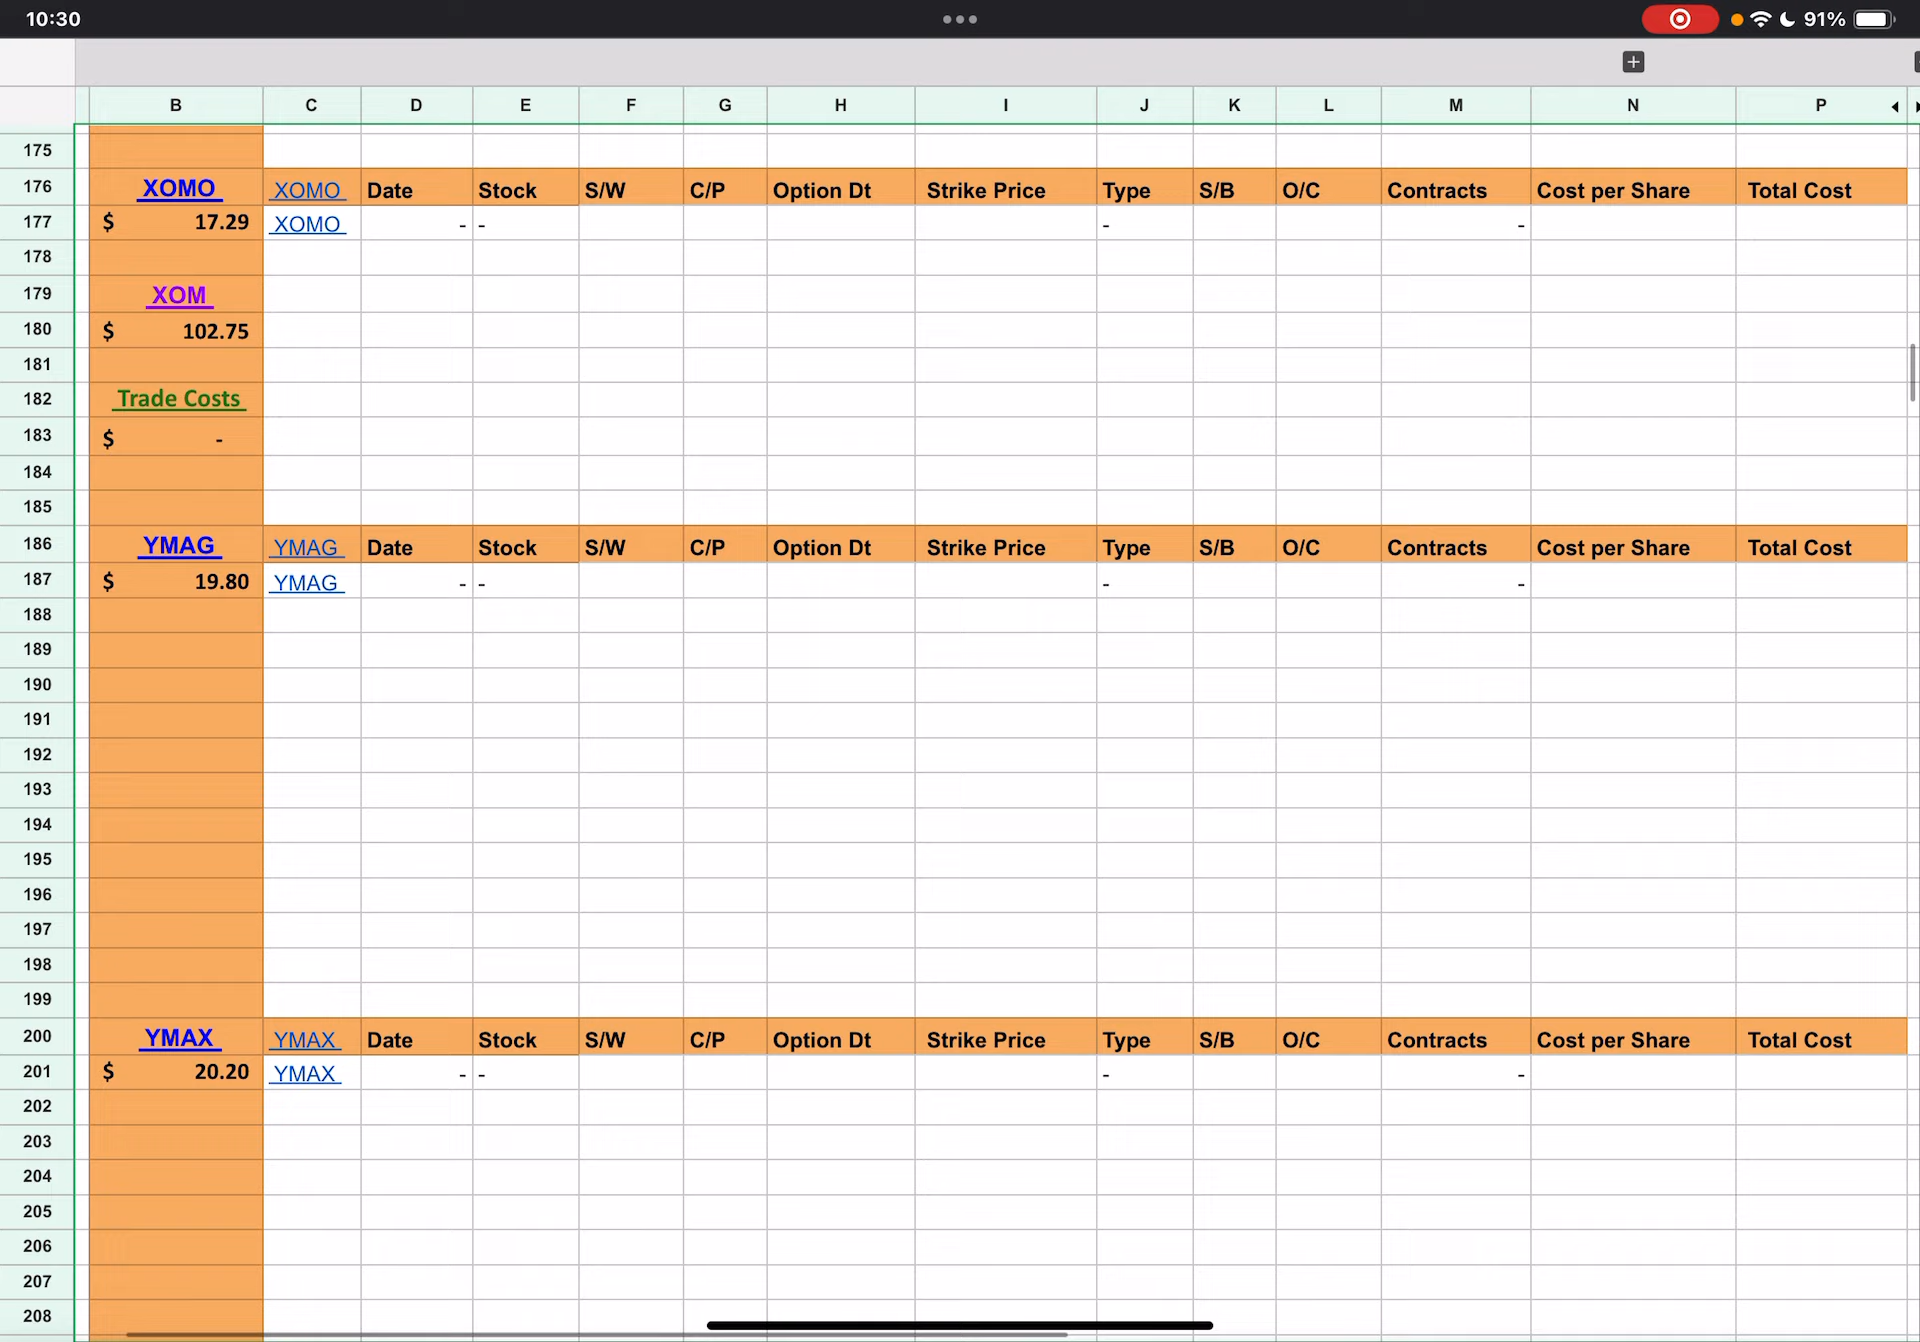 10:30 91%
B C D E F G H I J K L M N P
175
176 XOMO XOMO Date Stock S/W C/P Option Dt Strike Price Type S/B O/C Contracts Cost per Share Total Cost
177 $ 17.29 XOMO - - - -
178
179 XOM
180 $ 102.75
181
182 Trade Costs
183 $ -
184
185
186 YMAG YMAG Date Stock S/W C/P Option Dt Strike Price Type S/B O/C Contracts Cost per Share Total Cost
187 $ 19.80 YMAG - - - -
188
189
190
191
192
193
194
195
196
197
198
199
200 YMAX YMAX Date Stock S/W C/P Option Dt Strike Price Type S/B O/C Contracts Cost per Share Total Cost
201 $ 20.20 YMAX - - - -
202
203
204
205
206
207
208